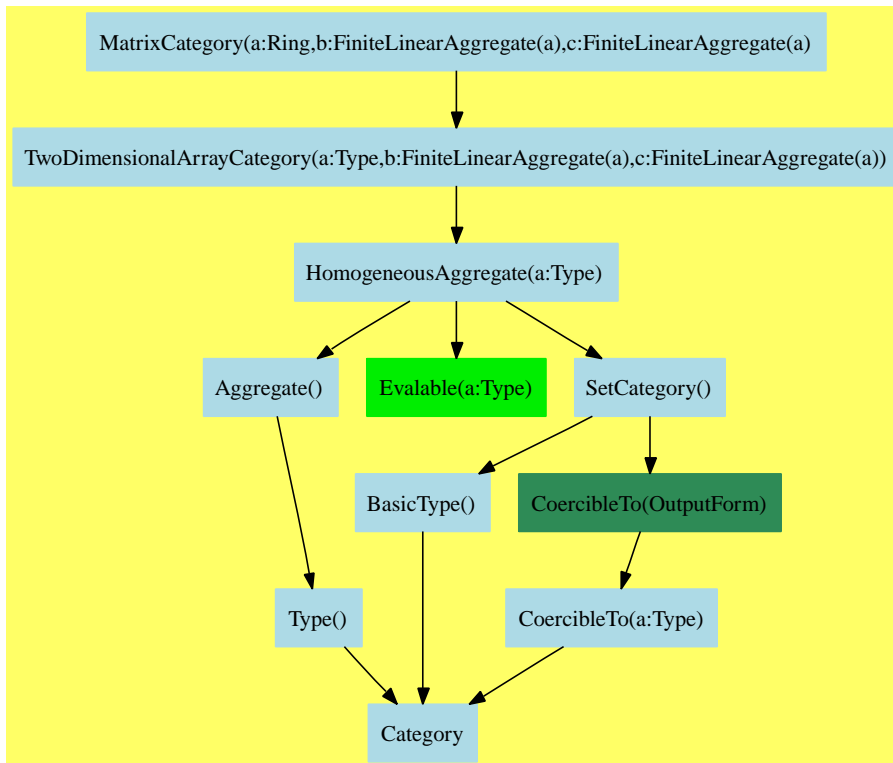 MatrixCategory(a:Ring,b:FiniteLinearAggregate(a),c:FiniteLinearAggregate(a)
TwoDimensionalArrayCategory(a:Type,b:FiniteLinearAggregate(a),c:FiniteLinearAggregate(a))
HomogeneousAggregate(a:Type)
Aggregate()
Evalable(a:Type)
SetCategory()
BasicType()
CoercibleTo(OutputForm)
Type()
CoercibleTo(a:Type)
Category